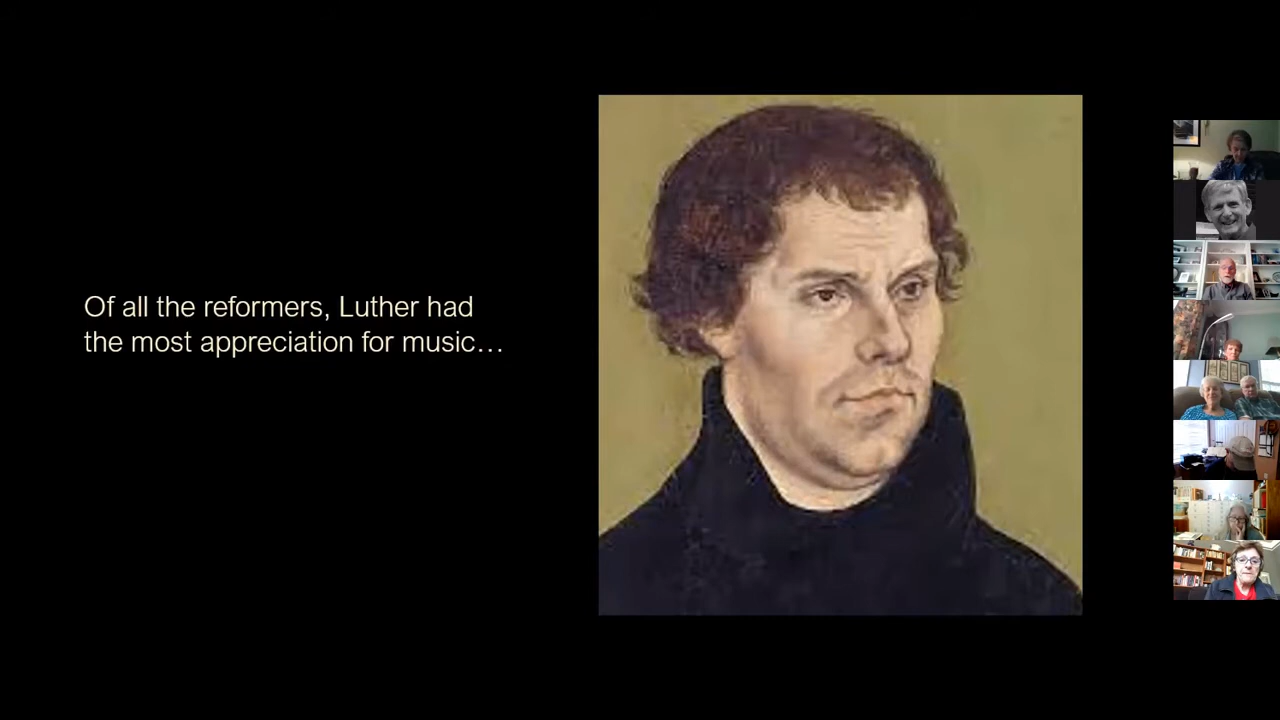 Of all the reformers, Luther had
the most appreciation for music…